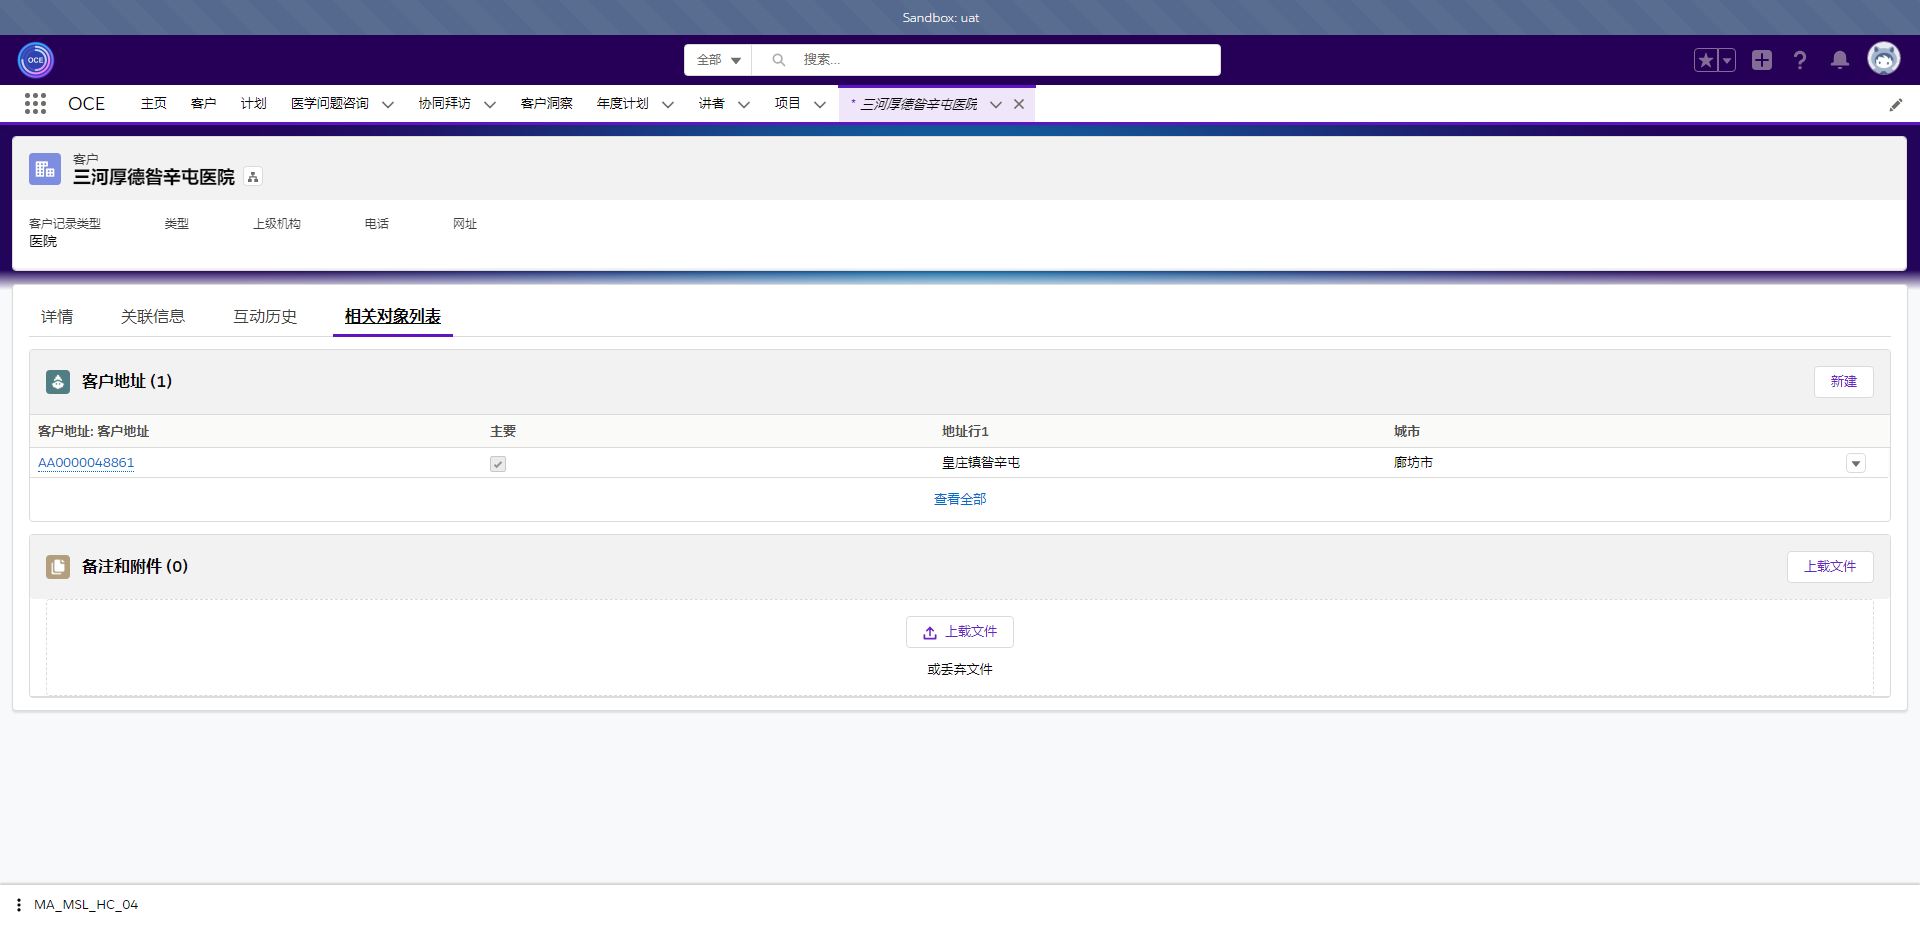 Sandbox: uat
OCE
全部
搜索...
OCE
主页
客户
计划
医学问题咨询
协同拜访
客户洞察
年度计划
讲者
项目
* 三河厚德昝辛屯医院
客户
三河厚德昝辛屯医院
客户记录类型
类型
上级机构
电话
网址
医院
详情
关联信息
互动历史
相关对象列表
客户地址 (1)
新建
客户地址: 客户地址
主要
地址行1
城市
AA0000048861
皇庄镇昝辛屯
廊坊市
查看全部
备注和附件 (0)
上载文件
上载文件
或丢弃文件
MA_MSL_HC_04